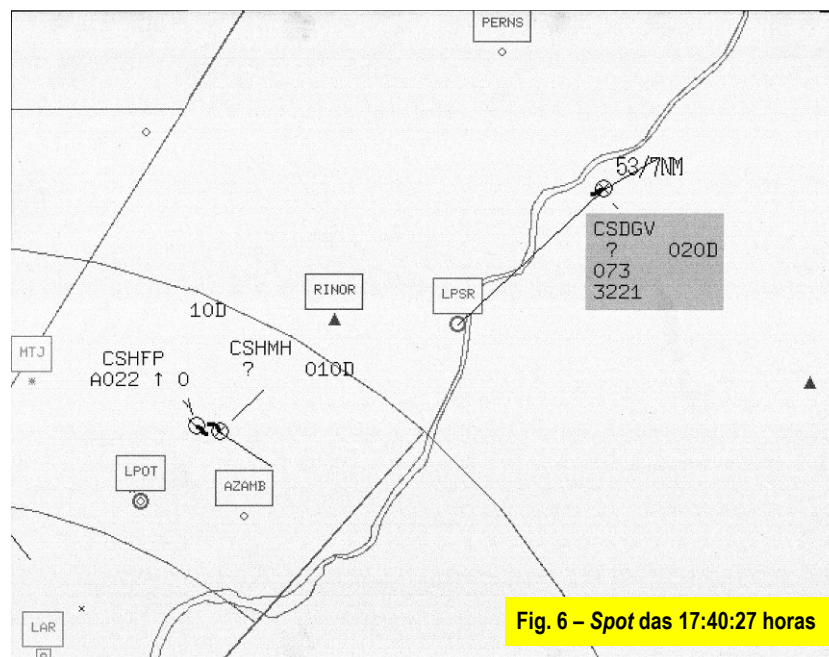 PERNS
53/7NM
CSDGV
? 020D
073
3221
RINOR
LPSR
10D
MTJ
CSHFP
A022 ↑ 0
CSHMH
? 010D
LPOT
AZAMB
LAR
Fig. 6 – Spot das 17:40:27 horas